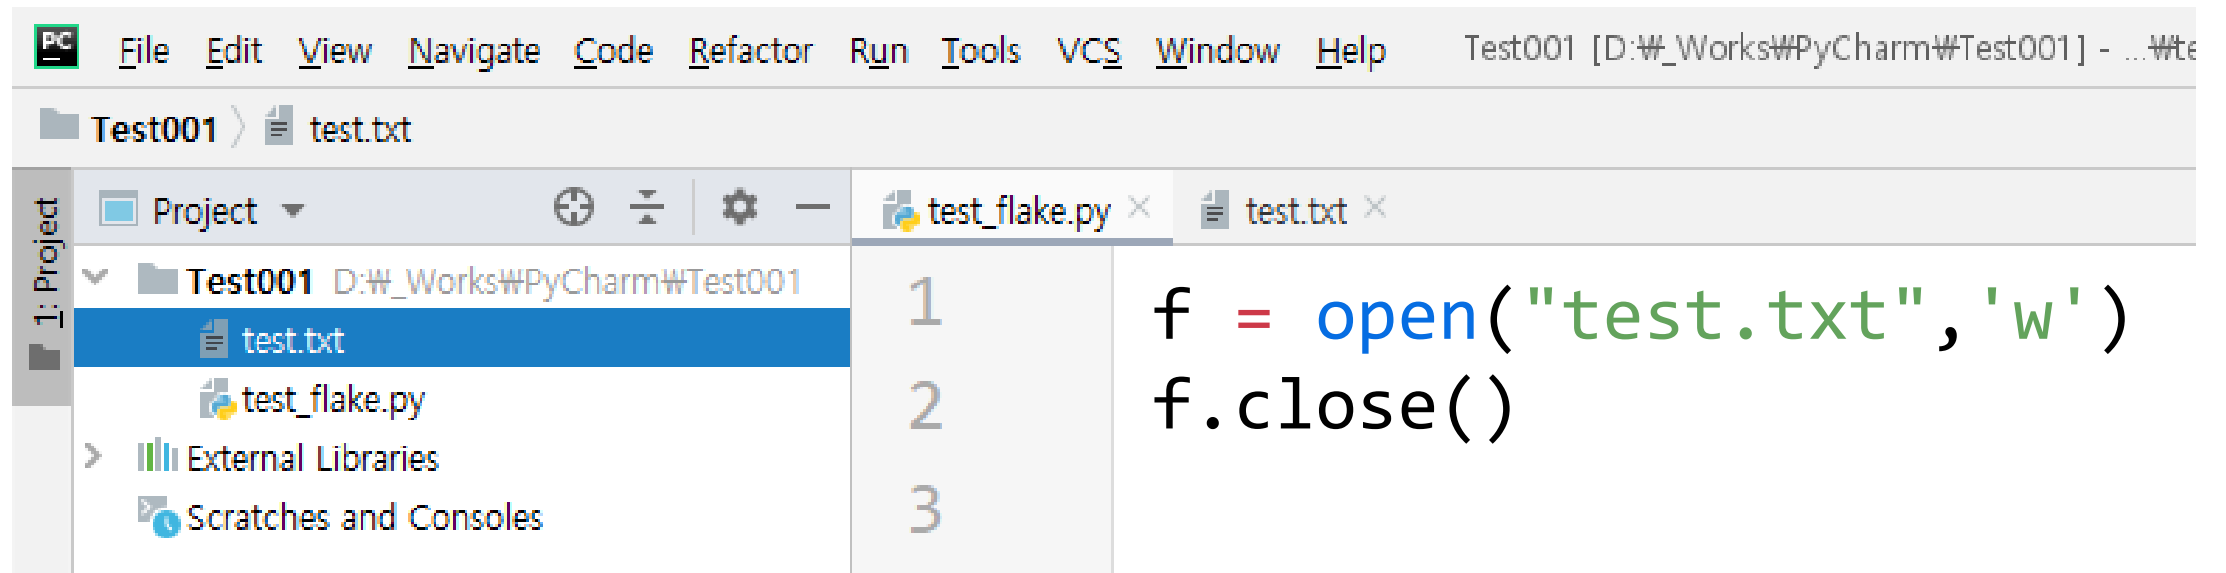 PC File Edit View Navigate Code Refactor Run Tools VCS Window Help Test001 [D:₩_Works₩PyCharm₩Test001] - ...₩te
Test001 test.txt
1: Project
Project
test_flake.py test.txt
Test001 D:₩_Works₩PyCharm₩Test001
test.txt
test_flake.py
External Libraries
Scratches and Consoles
1 f = open("test.txt",'w')
2 f.close()
3